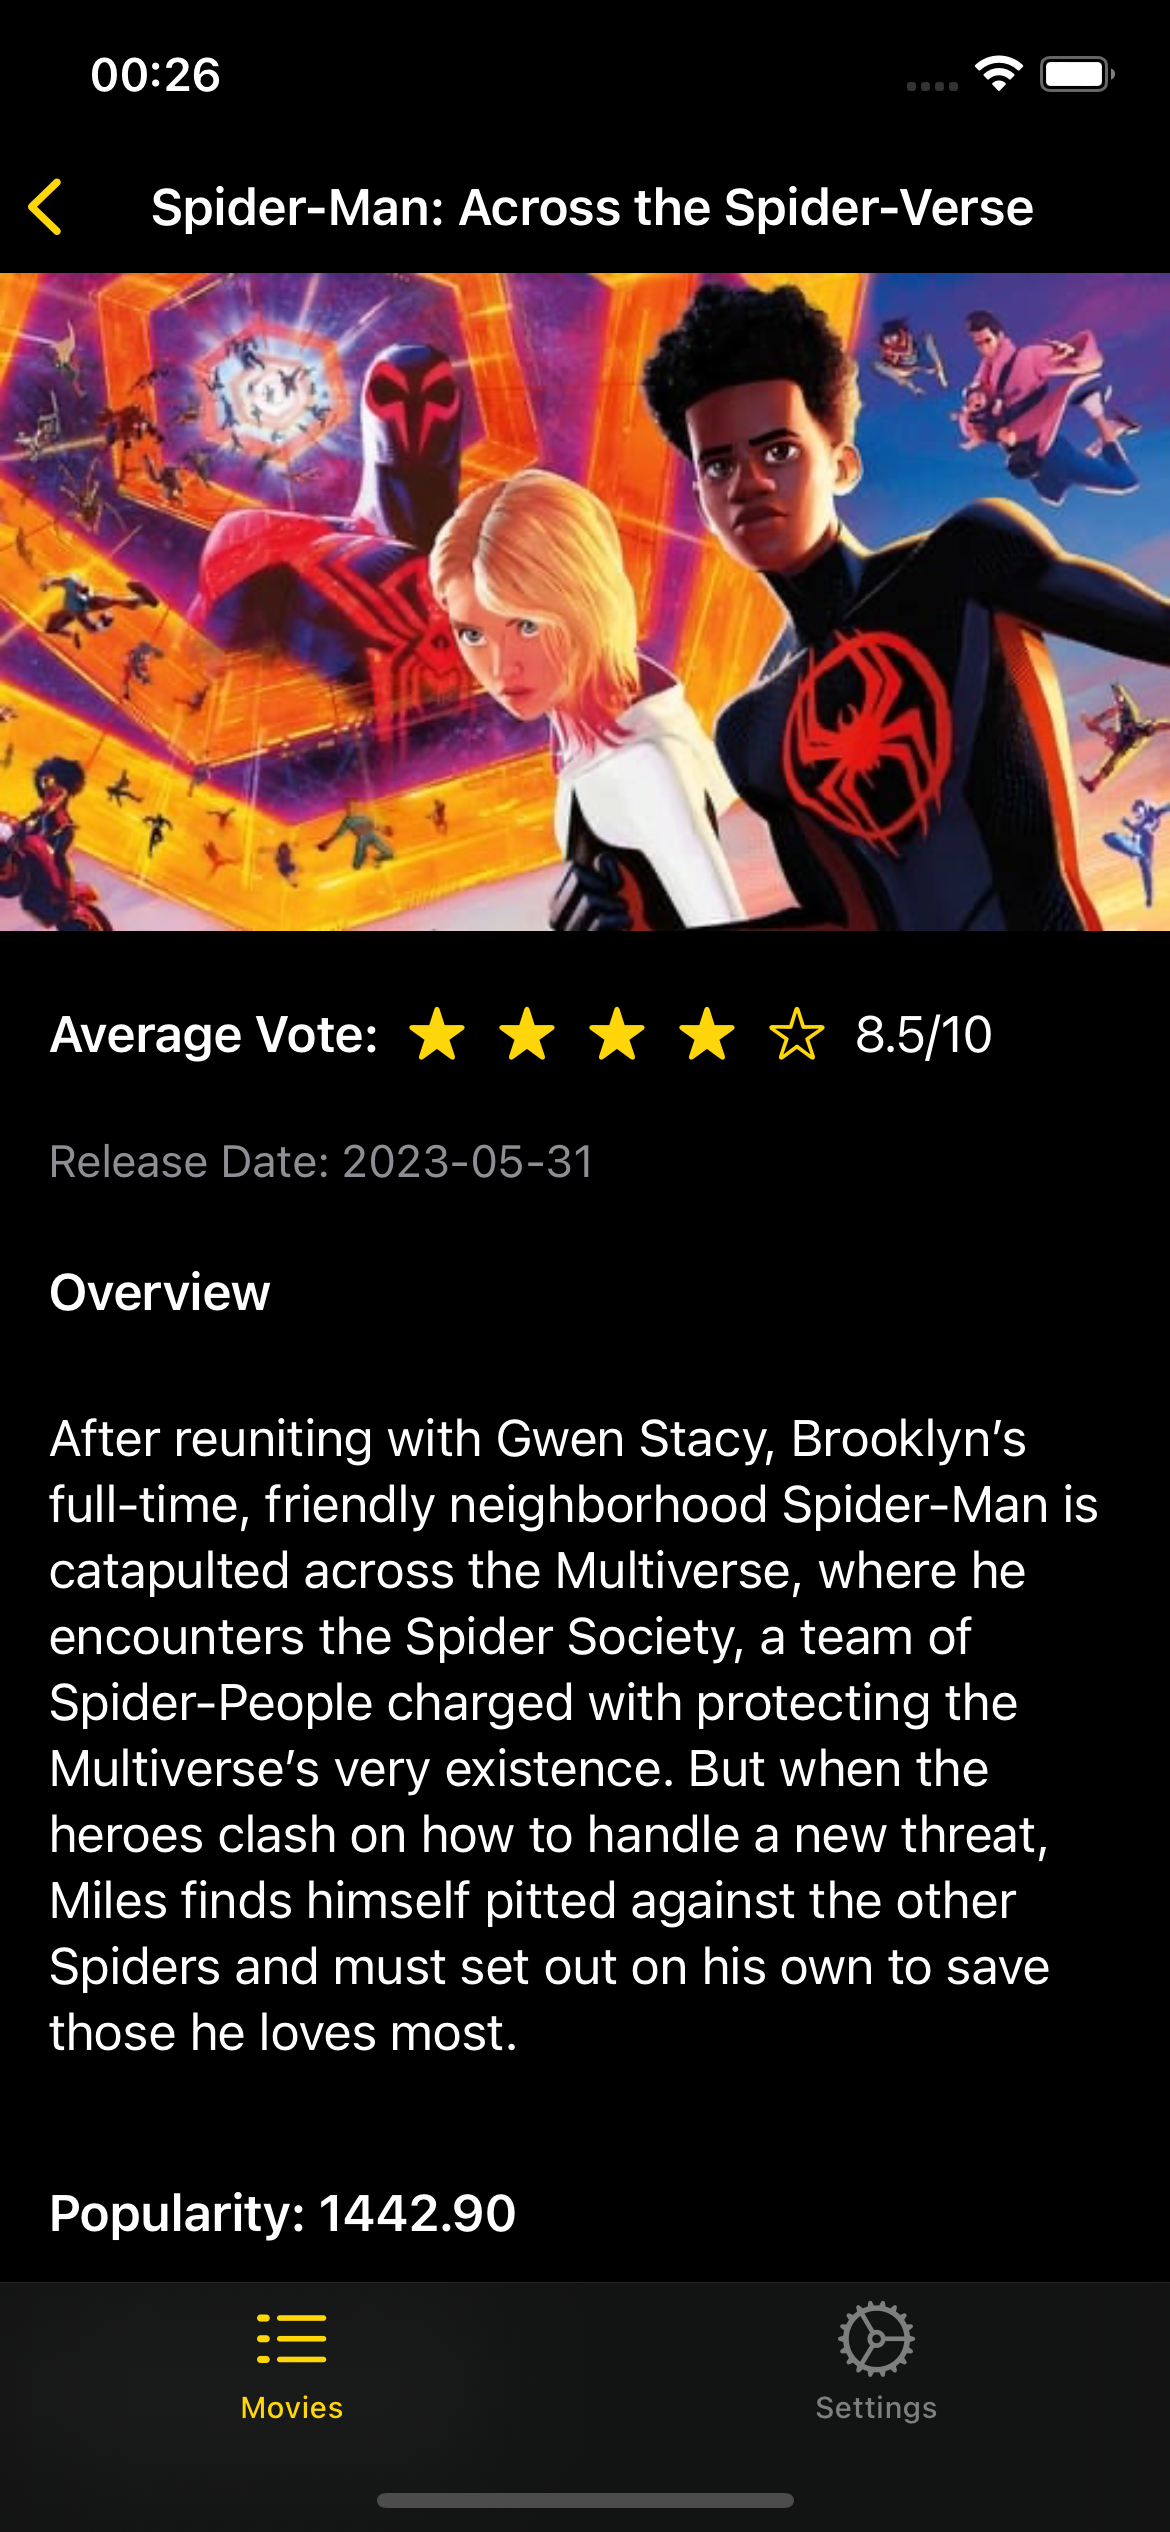 00:26
Spider-Man: Across the Spider-Verse
Average Vote: 8.5/10
Release Date: 2023-05-31
Overview
After reuniting with Gwen Stacy, Brooklyn’s
full-time, friendly neighborhood Spider-Man is
catapulted across the Multiverse, where he
encounters the Spider Society, a team of
Spider-People charged with protecting the
Multiverse’s very existence. But when the
heroes clash on how to handle a new threat,
Miles finds himself pitted against the other
Spiders and must set out on his own to save
those he loves most.
Popularity: 1442.90
Movies
Settings